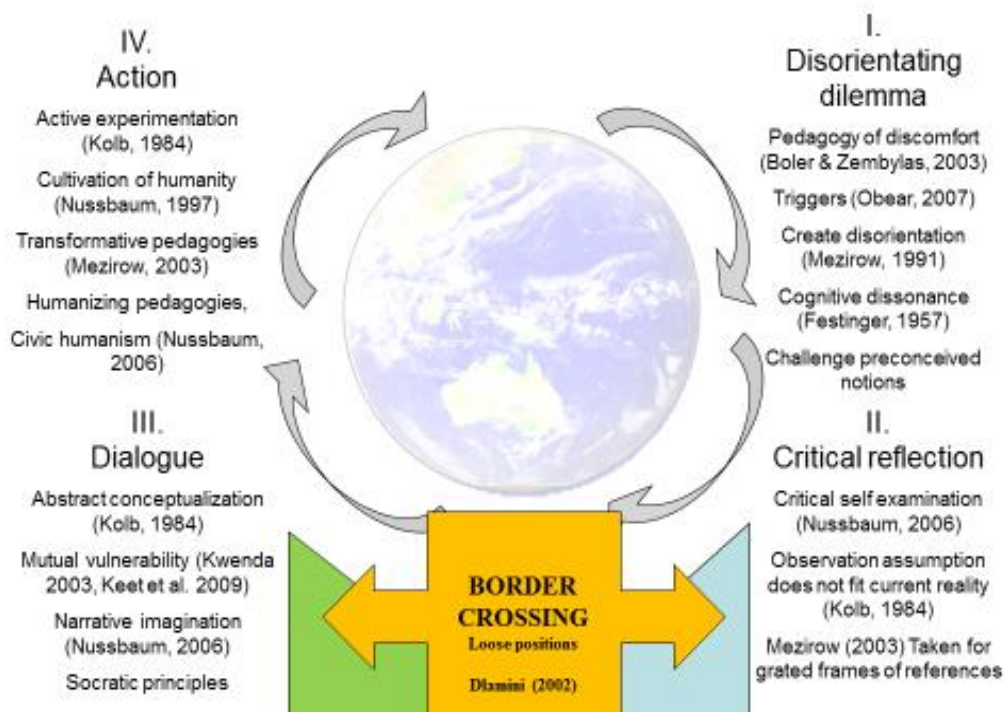 I.
Disorientating
dilemma
Pedagogy of discomfort
(Boler & Zembylas, 2003)
Triggers (Obear, 2007)
Create disorientation
(Mezirow, 1991)
Cognitive dissonance
(Festinger, 1957)
Challenge preconceived
notions
II.
Critical reflection
Critical self examination
(Nussbaum, 2006)
Observation assumption
does not fit current reality
(Kolb, 1984)
Mezirow (2003) Taken for
grated frames of references
III.
Dialogue
Abstract conceptualization
(Kolb, 1984)
Mutual vulnerability (Kwenda
2003, Keet et al. 2009)
Narrative imagination
(Nussbaum, 2006)
Socratic principles
IV.
Action
Active experimentation
(Kolb, 1984)
Cultivation of humanity
(Nussbaum, 1997)
Transformative pedagogies
(Mezirow, 2003)
Humanizing pedagogies,
Civic humanism (Nussbaum,
2006)
BORDER
CROSSING
Loose positions
Dlamini (2002)